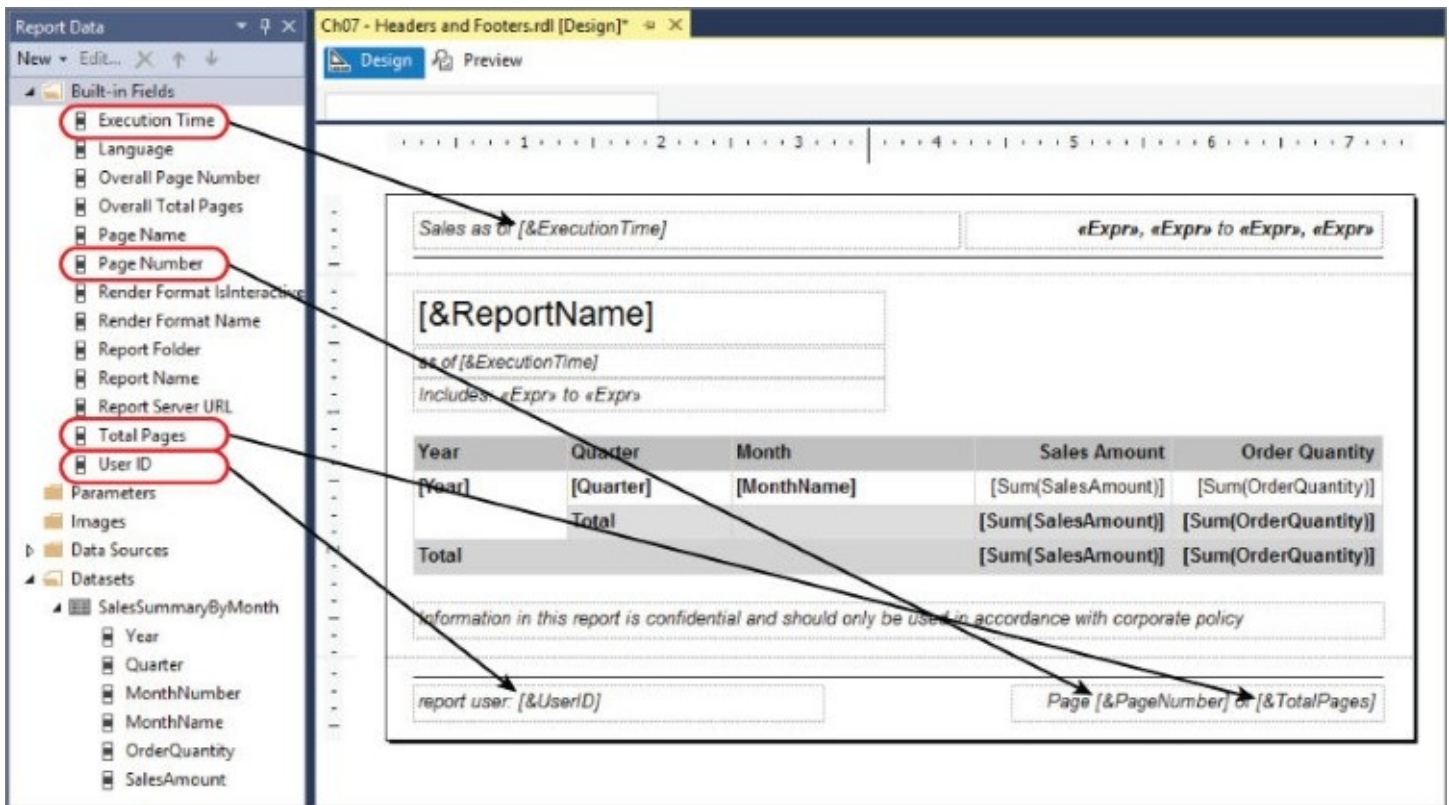 Report Data
New Edit...
Built-in Fields
Execution Time
Language
Overall Page Number
Overall Total Pages
Page Name
Page Number
Render Format IsInteractive
Render Format Name
Report Folder
Report Name
Report Server URL
Total Pages
User ID
Parameters
Images
Data Sources
Datasets
SalesSummaryByMonth
Year
Quarter
MonthNumber
MonthName
OrderQuantity
SalesAmount
Ch07 - Headers and Footers.rdl [Design]*
Design Preview
1 2 3 4 5 6 7
Sales as of [&ExecutionTime] «Expr», «Expr» to «Expr», «Expr»
[&ReportName]
as of [&ExecutionTime]
Includes: «Expr» to «Expr»
Year Quarter Month Sales Amount Order Quantity
[Year] [Quarter] [MonthName] [Sum(SalesAmount)] [Sum(OrderQuantity)]
Total [Sum(SalesAmount)] [Sum(OrderQuantity)]
Total [Sum(SalesAmount)] [Sum(OrderQuantity)]
Information in this report is confidential and should only be used in accordance with corporate policy
report user: [&UserID] Page [&PageNumber] of [&TotalPages]